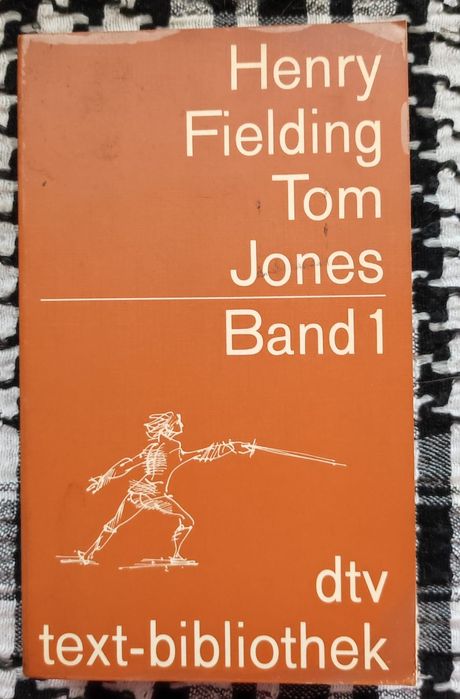 Henry
Fielding
Tom
Jones
Band 1
dtv
text-bibliothek